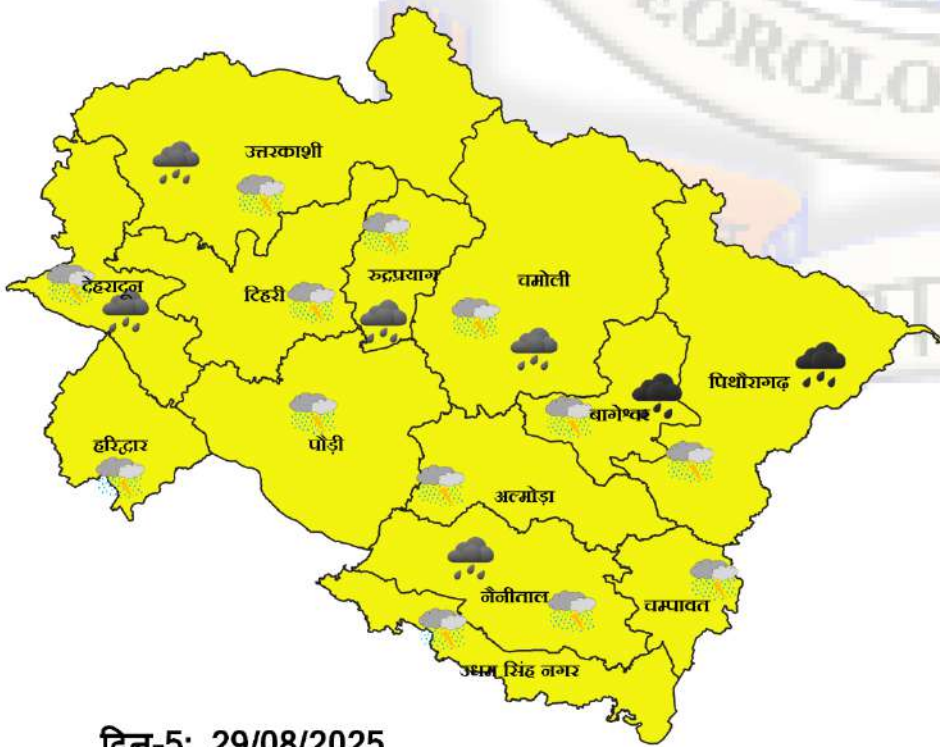 OROLO
उत्तरकाशी
रुद्रप्रयाग
चमोली
देहरादून
टिहरी
पिथौरागढ़
बागेश्वर
हरिद्वार
पौड़ी
अल्मोड़ा
नैनीताल
चम्पावत
उधम सिंह नगर
दिन-5: 29/08/2025